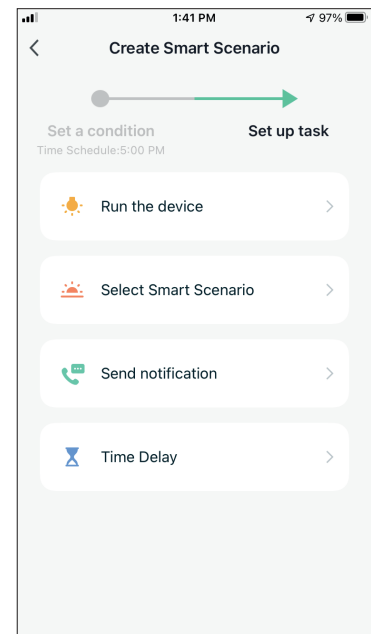 1:41 PM 97%
Create Smart Scenario
Set a condition Set up task
Time Schedule:5:00 PM
Run the device
Select Smart Scenario
Send notification
Time Delay